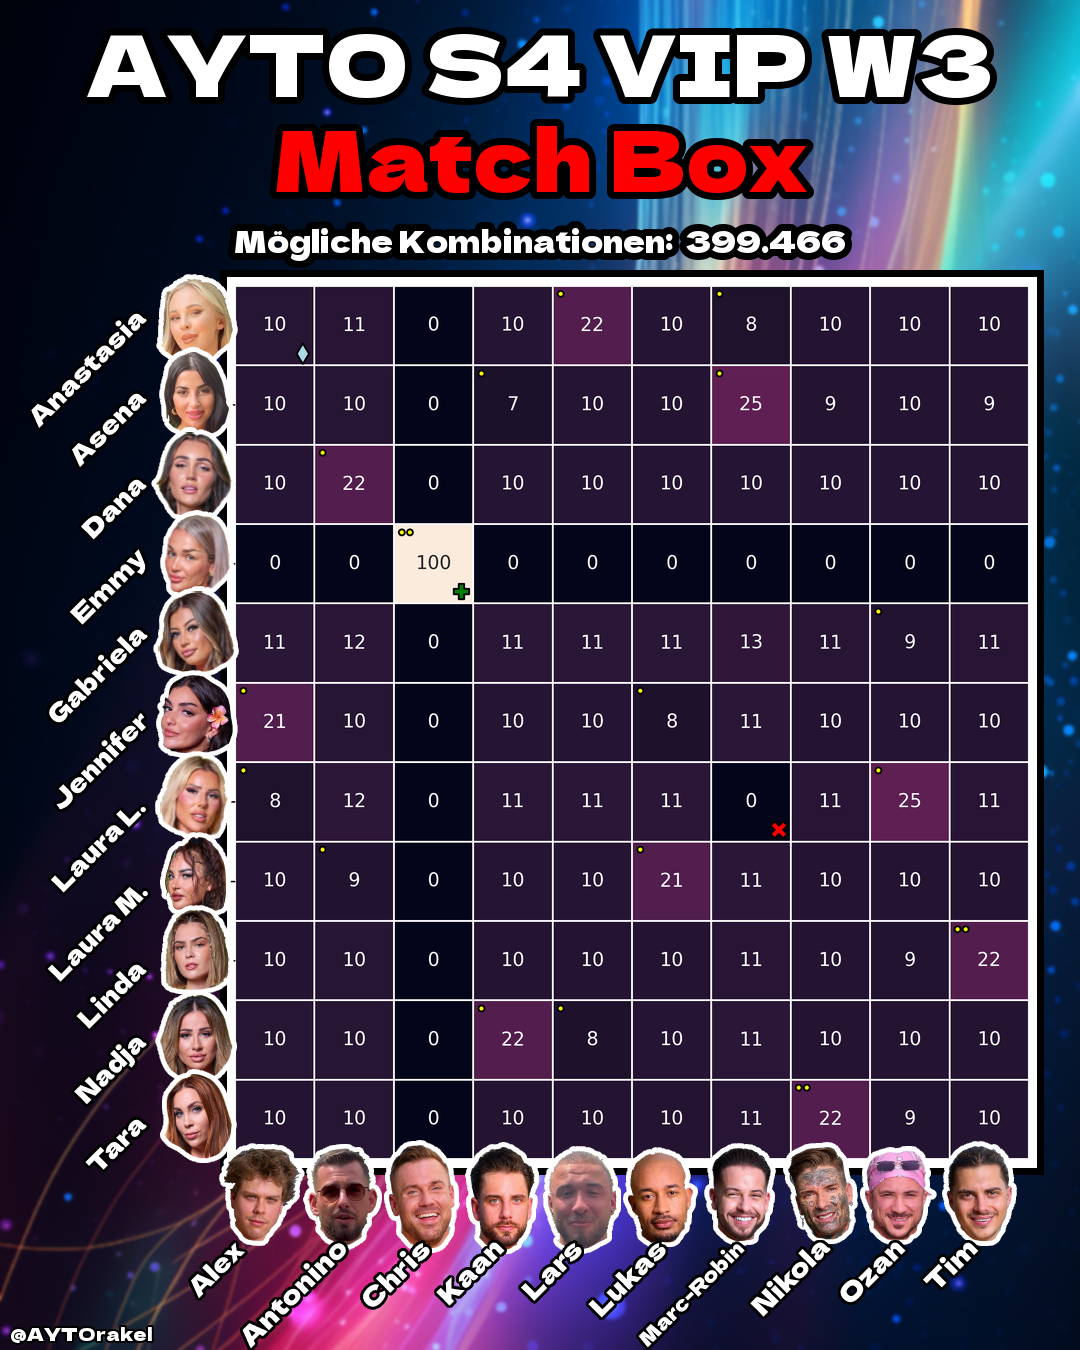 AYTO S4 VIP W3
Match Box
Mögliche Kombinationen: 399.466
Anastasia 10 11 0 10 22 10 8 10 10 10
Asena 10 10 0 7 10 10 25 9 10 9
Dana 10 22 0 10 10 10 10 10 10 10
Emmy 0 0 100 0 0 0 0 0 0 0
Gabriela 11 12 0 11 11 11 13 11 9 11
Jennifer 21 10 0 10 10 8 11 10 10 10
Laura L. 8 12 0 11 11 11 0 11 25 11
Laura M. 10 9 0 10 10 21 11 10 10 10
Linda 10 10 0 10 10 10 11 10 9 22
Nadja 10 10 0 22 8 10 11 10 10 10
Tara 10 10 0 10 10 10 11 22 9 10
Alex Antonino Chris Kaan Lars Lukas Marc-Robin Nikola Ozan Tim
@AYTOrakel